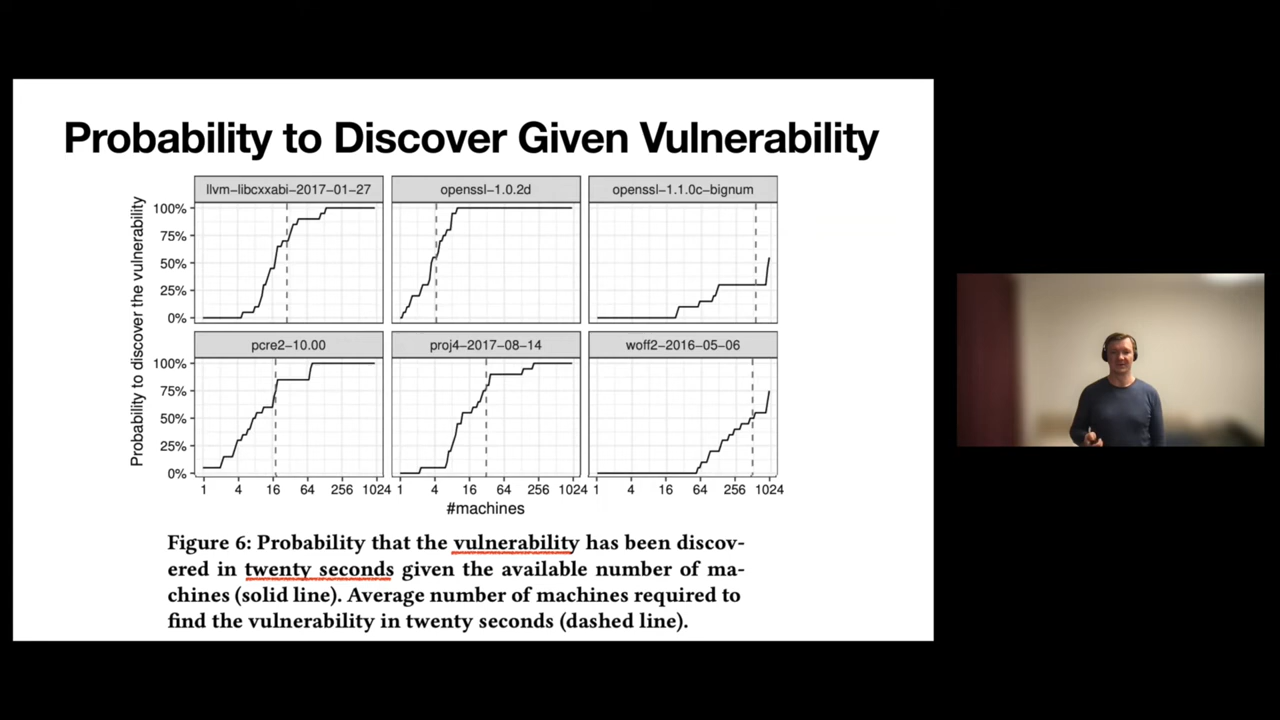 Probability to Discover Given Vulnerability
llvm−libcxxabi−2017−01−27
openssl−1.0.2d
openssl−1.1.0c−bignum
Probability to discover the vulnerability
100%
75%
50%
25%
0%
pcre2−10.00
proj4−2017−08−14
woff2−2016−05−06
100%
75%
50%
25%
0%
1 4 16 64 256 1024 1 4 16 64 256 1024 1 4 16 64 256 1024
#machines
Figure 6: Probability that the vulnerability has been discov-
ered in twenty seconds given the available number of ma-
chines (solid line). Average number of machines required to
find the vulnerability in twenty seconds (dashed line).